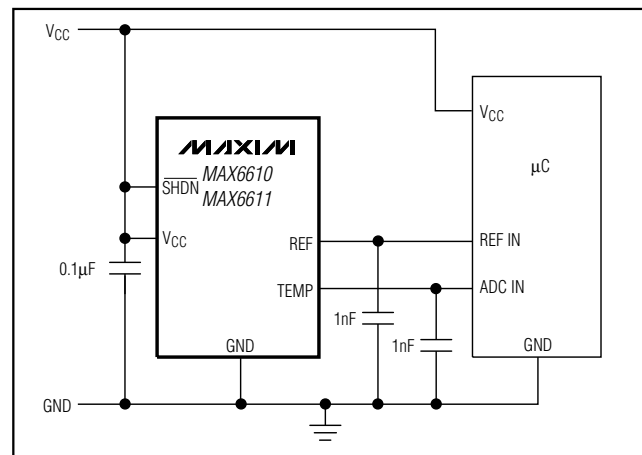 VCC
MAXIM
MAX6610
MAX6611
SHDN
VCC
REF
TEMP
GND
0.1µF
1nF
1nF
VCC
µC
REF IN
ADC IN
GND
GND